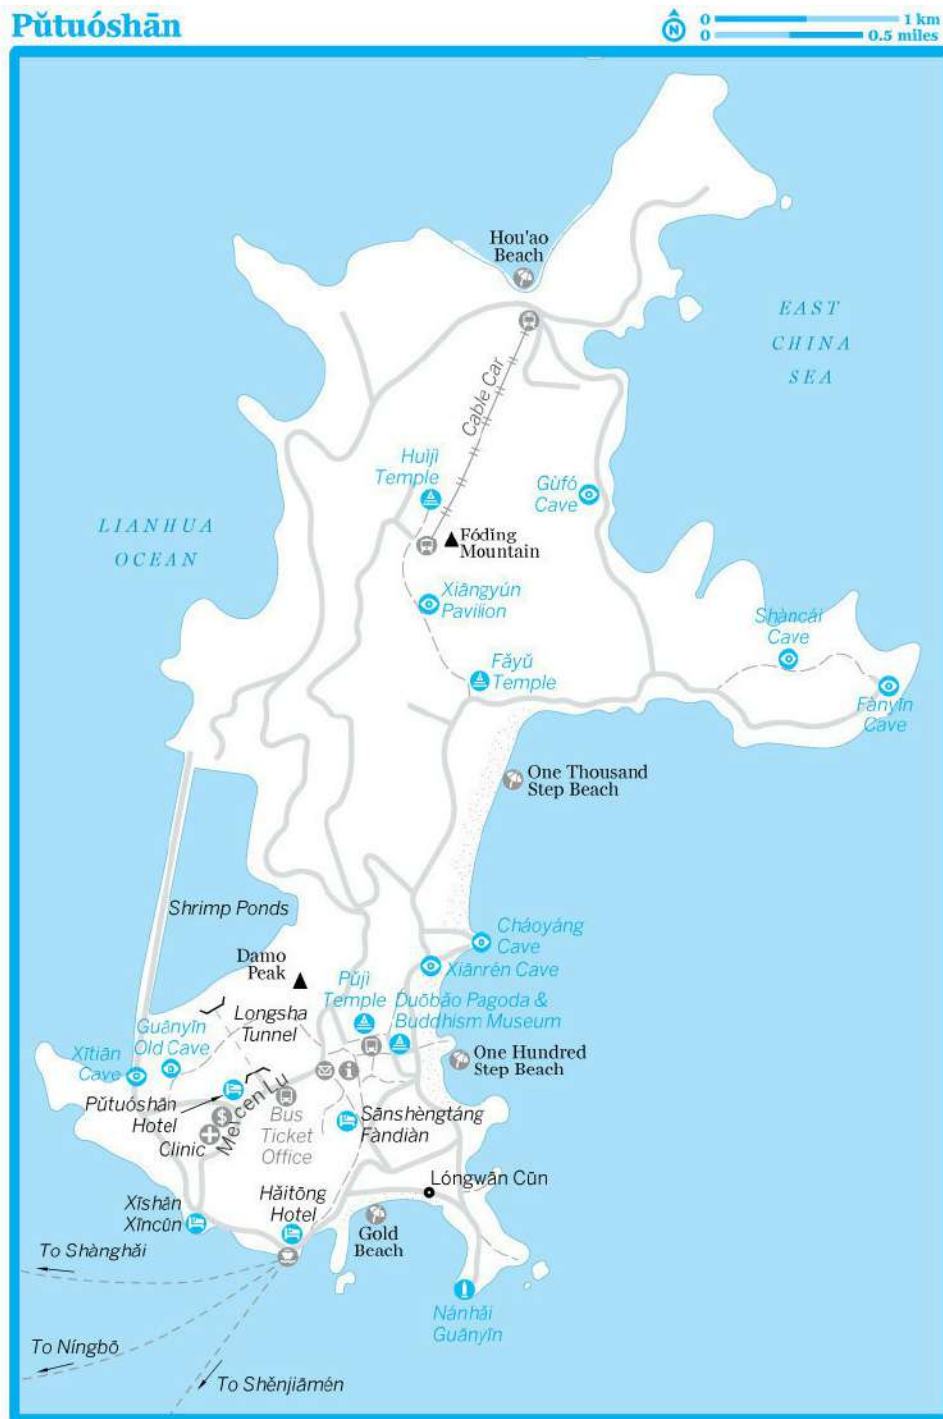 Pǔtuóshān
N
0 1 km
0 0.5 miles
Hou'ao
Beach
EAST
CHINA
SEA
Cable Car
Huìjì
Temple
Gùfó
Cave
LIANHUA
OCEAN
Fódǐng
Mountain
Xiāngyún
Pavilion
Shàncái
Cave
Fǎyǔ
Temple
Fànyīn
Cave
One Thousand
Step Beach
Shrimp Ponds
Cháoyáng
Cave
Damo
Peak
Xiānrén Cave
Pǔjì
Temple
Duōbǎo Pagoda &
Buddhism Museum
Longsha
Tunnel
Guānyīn
Old Cave
Xītiān
Cave
One Hundred
Step Beach
Pǔtuóshān
Hotel
Meicen Lu
Bus
Ticket
Office
Sānshèngtáng
Fàndiàn
$
Clinic
Lóngwān Cūn
Xīshān
Xīncūn
Hǎitōng
Hotel
Gold
Beach
To Shànghǎi
Nánhǎi
Guānyīn
To Níngbō
To Shěnjiāmén